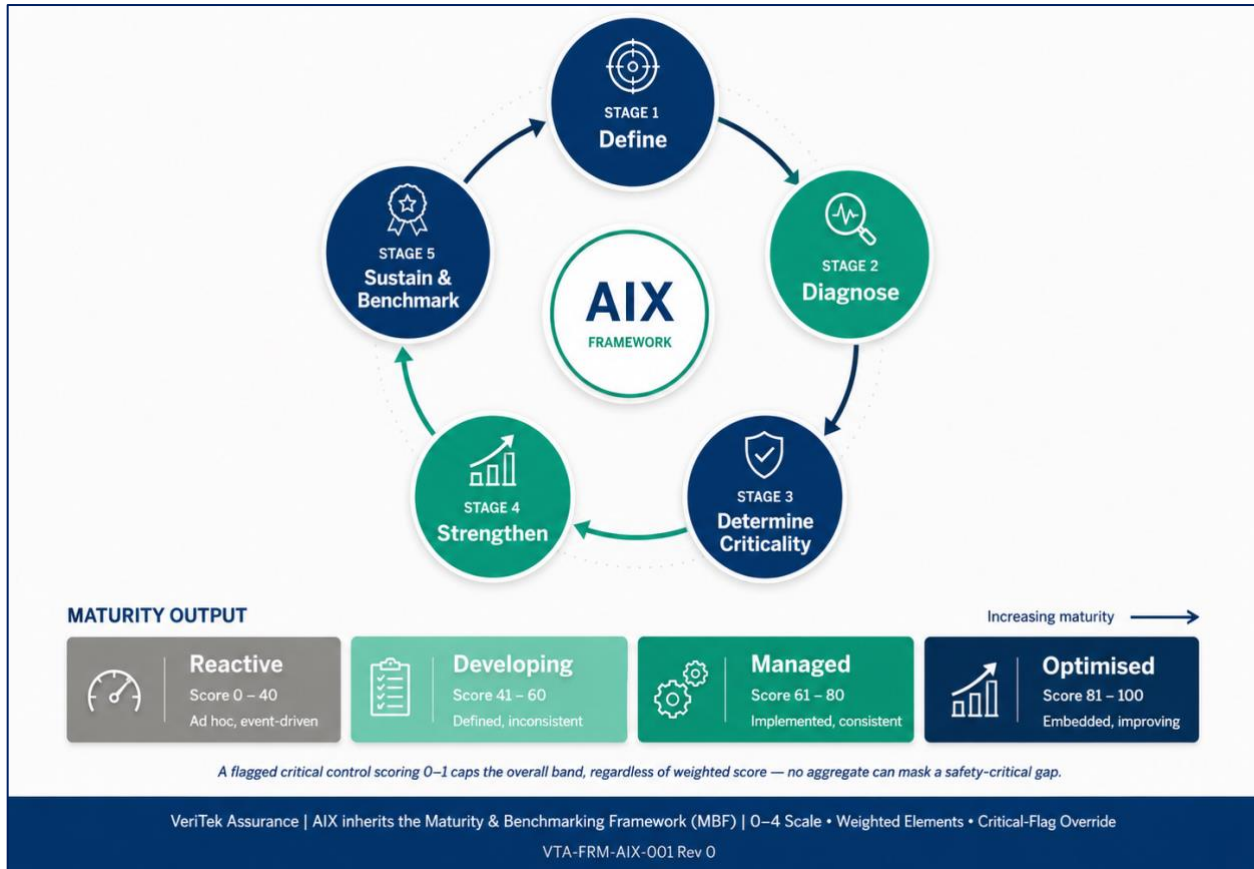 STAGE 1
Define
STAGE 2
Diagnose
STAGE 3
Determine
Criticality
STAGE 4
Strengthen
STAGE 5
Sustain &
Benchmark
AIX
FRAMEWORK
MATURITY OUTPUT
Increasing maturity
Reactive
Score 0 – 40
Ad hoc, event-driven
Developing
Score 41 – 60
Defined, inconsistent
Managed
Score 61 – 80
Implemented, consistent
Optimised
Score 81 – 100
Embedded, improving
A flagged critical control scoring 0–1 caps the overall band, regardless of weighted score — no aggregate can mask a safety-critical gap.
VeriTek Assurance | AIX inherits the Maturity & Benchmarking Framework (MBF) | 0–4 Scale • Weighted Elements • Critical-Flag Override
VTA-FRM-AIX-001 Rev 0